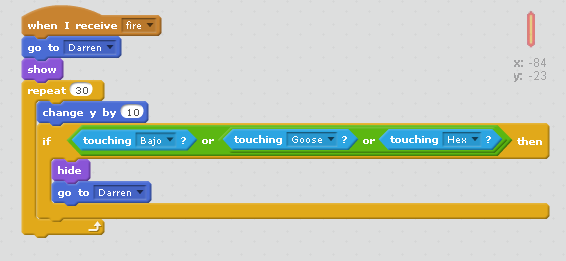 when I receive fire
go to Darren
show
repeat 30
change y by 10
if touching Bajo ? or touching Goose ? or touching Hex ? then
hide
go to Darren
x: -84
y: -23